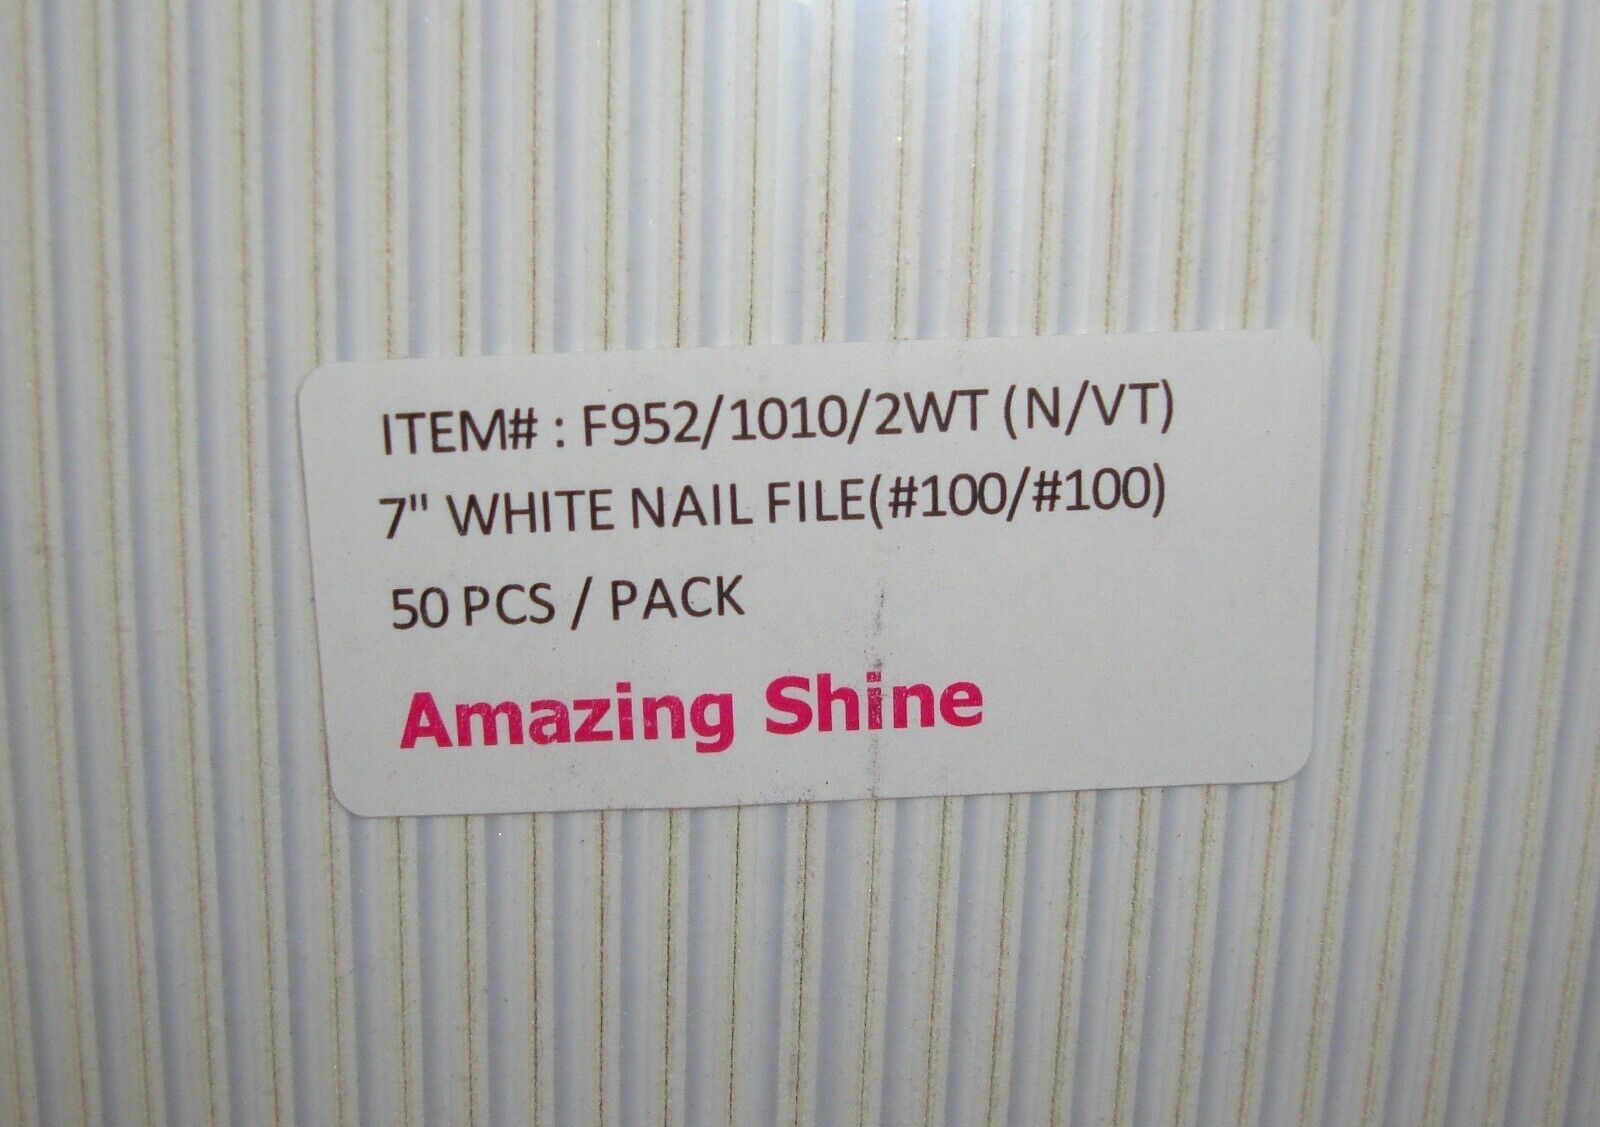 ITEM# : F952/1010/2WT (N/VT)
7" WHITE NAIL FILE(#100/#100)
50 PCS / PACK
Amazing Shine